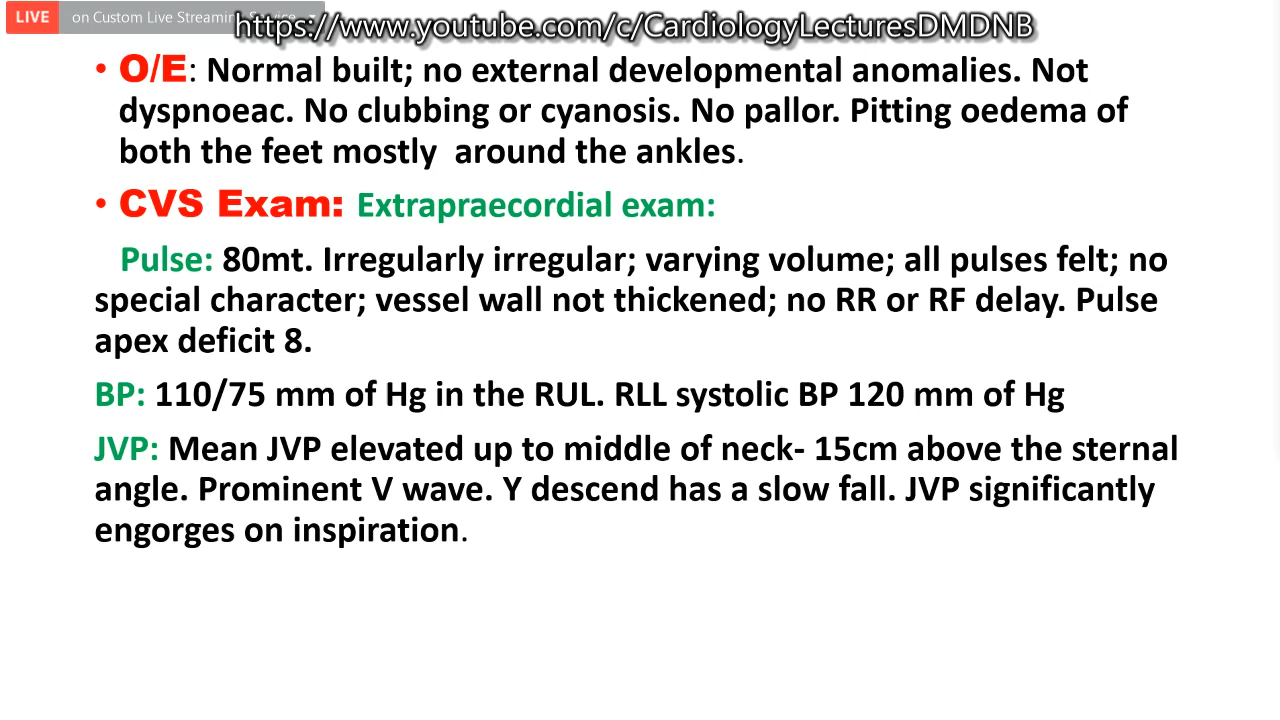 LIVE on Custom Live Streaming Service
https://www.youtube.com/c/CardiologyLecturesDMDNB
• O/E: Normal built; no external developmental anomalies. Not
dyspnoeac. No clubbing or cyanosis. No pallor. Pitting oedema of
both the feet mostly around the ankles.
• CVS Exam: Extrapraecordial exam:
Pulse: 80mt. Irregularly irregular; varying volume; all pulses felt; no
special character; vessel wall not thickened; no RR or RF delay. Pulse
apex deficit 8.
BP: 110/75 mm of Hg in the RUL. RLL systolic BP 120 mm of Hg
JVP: Mean JVP elevated up to middle of neck- 15cm above the sternal
angle. Prominent V wave. Y descend has a slow fall. JVP significantly
engorges on inspiration.